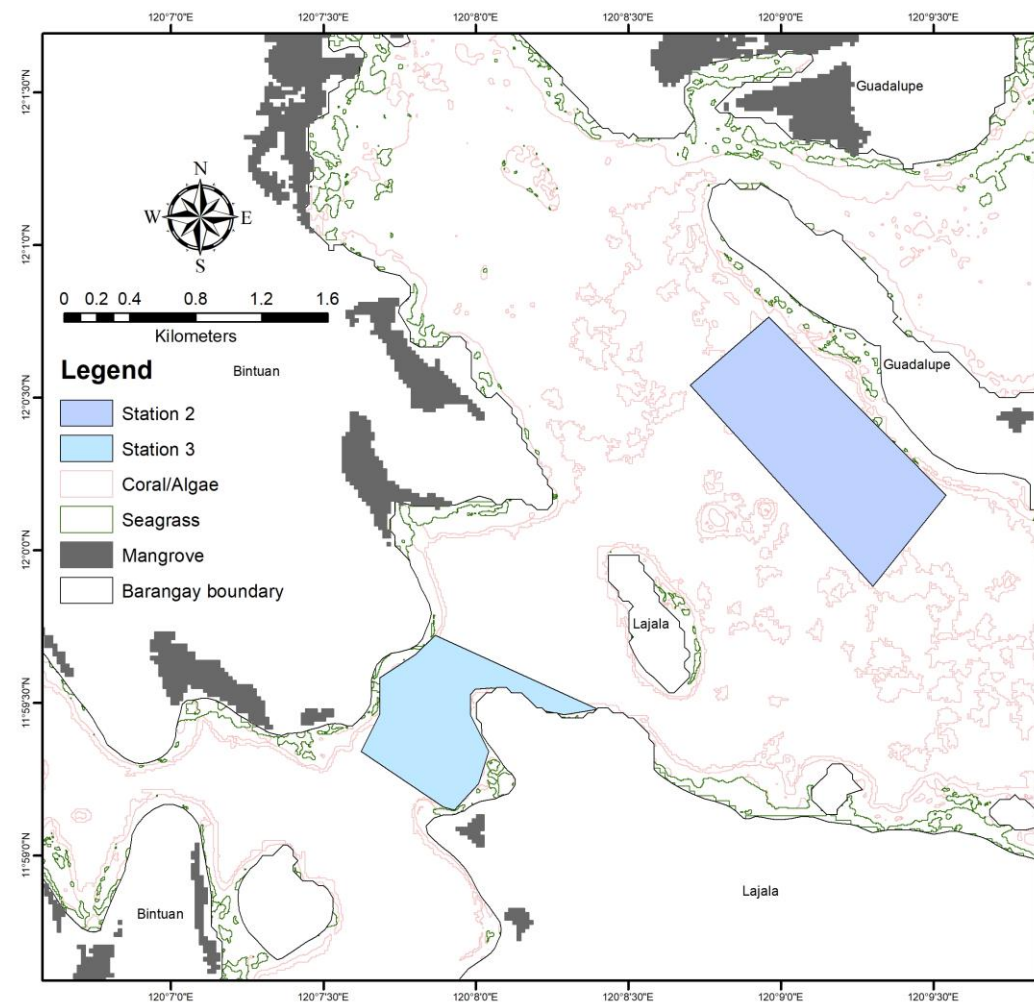 120°7'0"E 120°7'30"E 120°8'0"E 120°8'30"E 120°9'0"E 120°9'30"E
12°1'30"N
12°1'0"N
12°0'30"N
12°0'0"N
11°59'30"N
11°59'0"N
Guadalupe
N
W E
S
0 0.2 0.4 0.8 1.2 1.6
Kilometers
Legend
Station 2
Station 3
Coral/Algae
Seagrass
Mangrove
Barangay boundary
Bintuan
Guadalupe
Lajala
Lajala
Bintuan
120°7'0"E 120°7'30"E 120°8'0"E 120°8'30"E 120°9'0"E 120°9'30"E